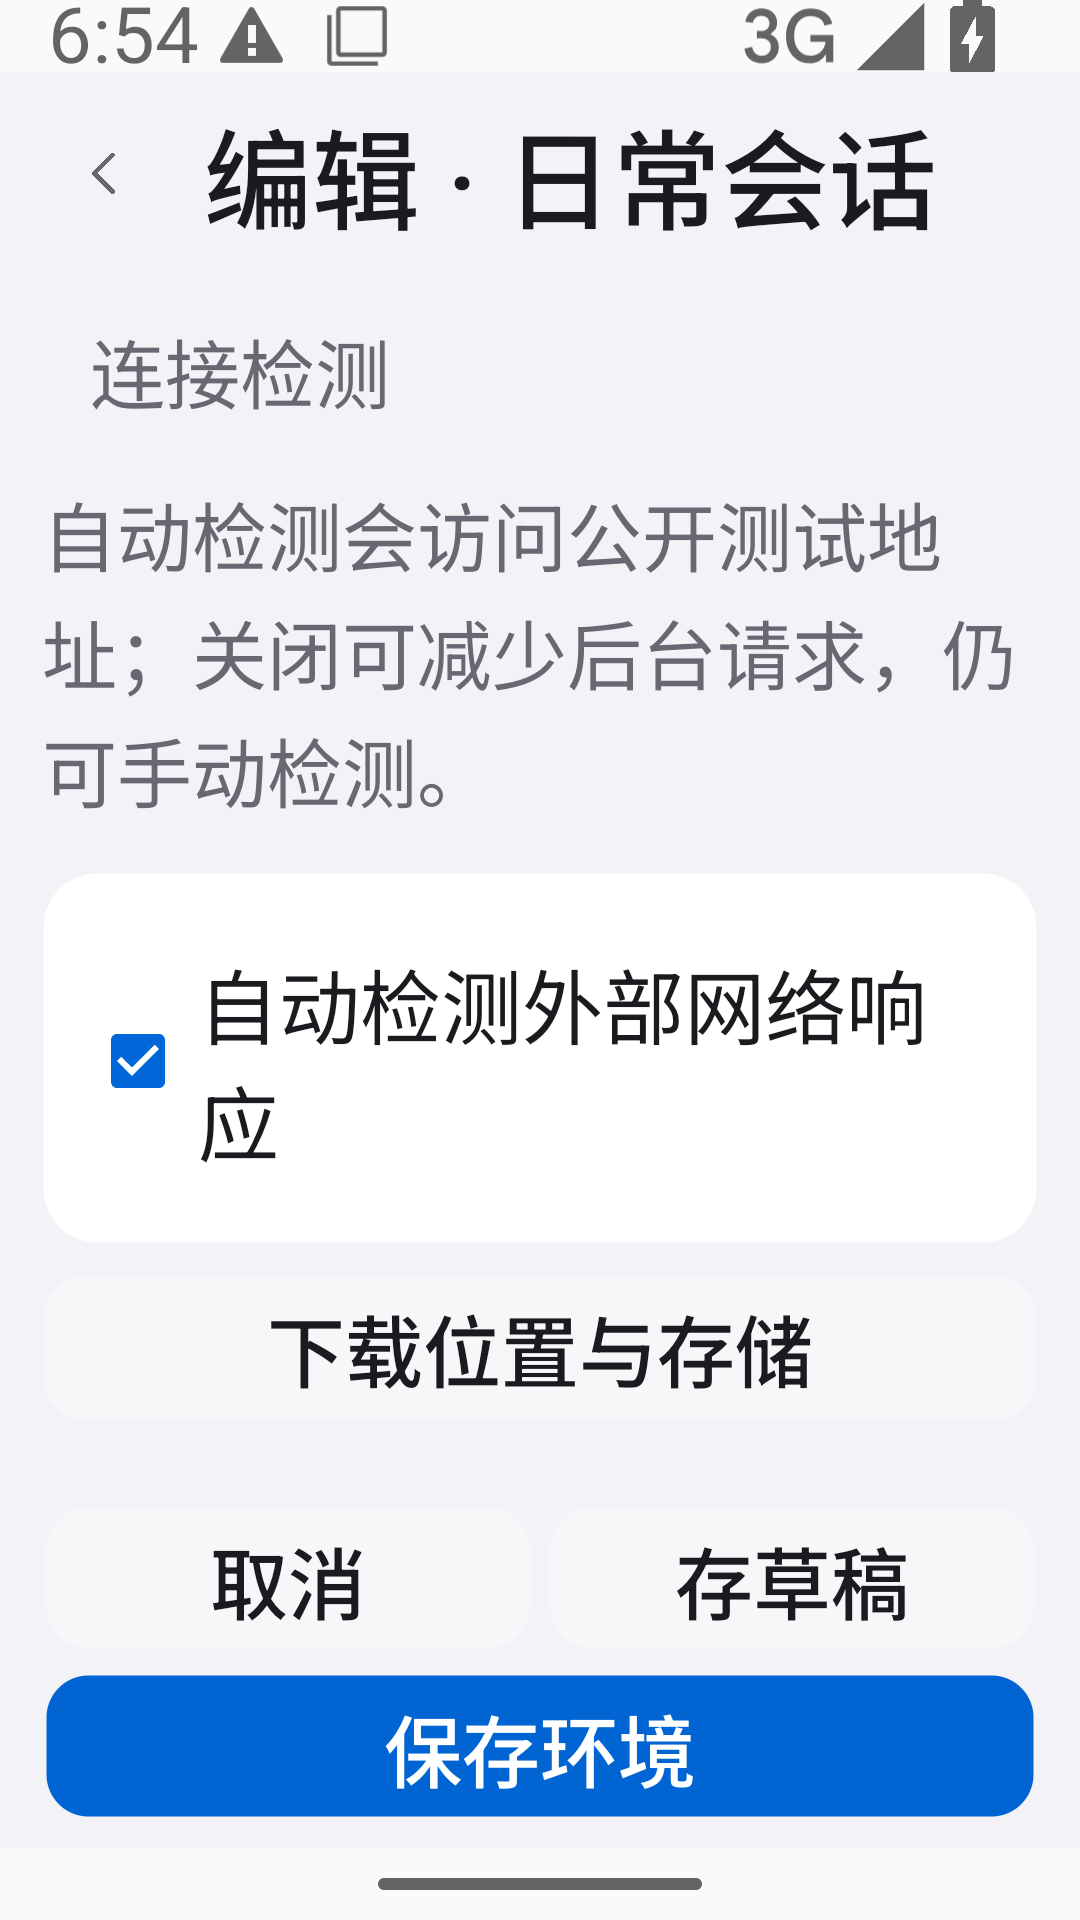 6:54
3G
编辑 · 日常会话
连接检测
自动检测会访问公开测试地
址；关闭可减少后台请求，仍
可手动检测。
自动检测外部网络响
应
下载位置与存储
取消
存草稿
保存环境